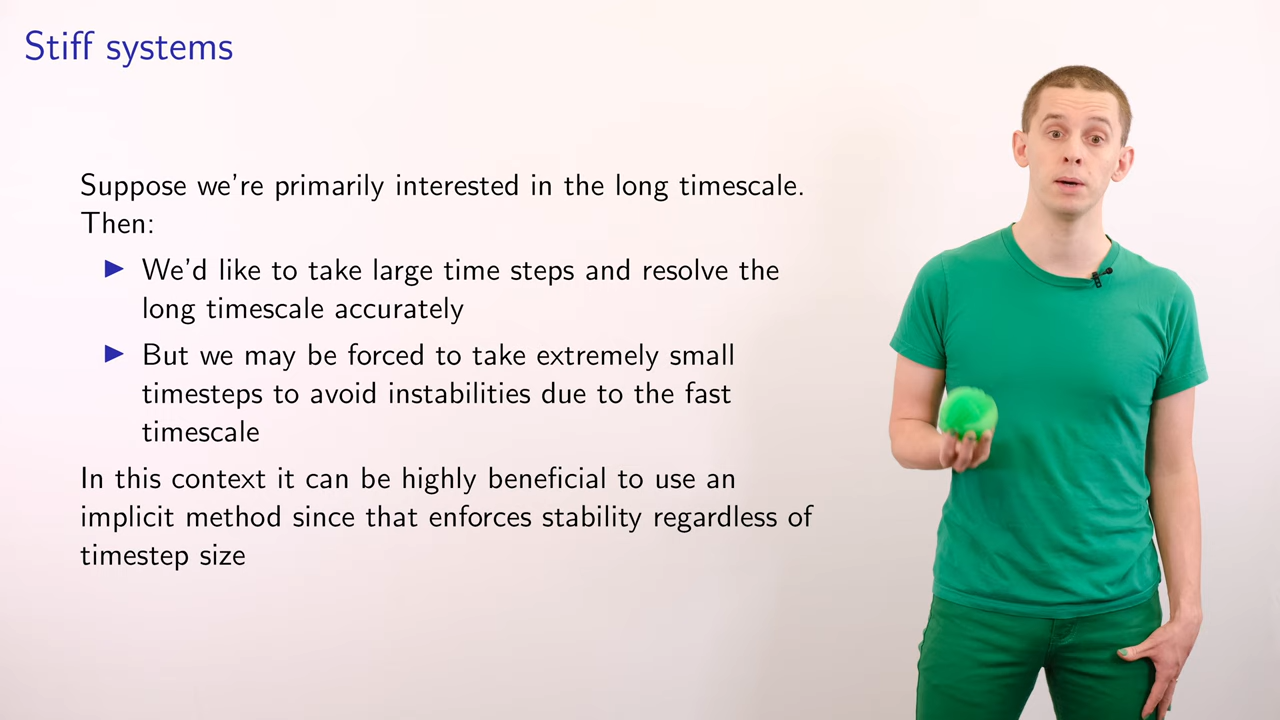 Stiff systems
Suppose we're primarily interested in the long timescale.
Then:
We'd like to take large time steps and resolve the
long timescale accurately
But we may be forced to take extremely small
timesteps to avoid instabilities due to the fast
timescale
In this context it can be highly beneficial to use an
implicit method since that enforces stability regardless of
timestep size